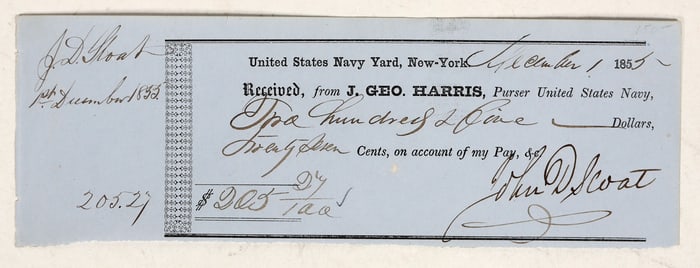 J. D. Sloat
1st December 1855.
205.27
United States Navy Yard, New-York December 1, 1855
Received, from J. GEO. HARRIS, Purser United States Navy,
Two hundred & Five Dollars,
Twenty seven Cents, on account of my Pay, &c
$ 205 27/100
John D Sloat